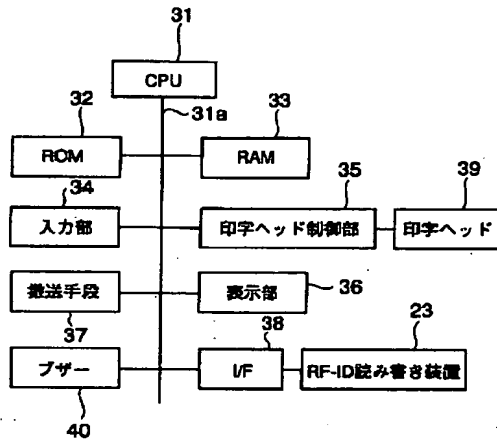 31
CPU
31a
32
33
ROM
RAM
34
35
39
入力部
印字ヘッド制御部
印字ヘッド
搬送手段
表示部
36
37
38
23
ブザー
I/F
RF-ID読み書き装置
40